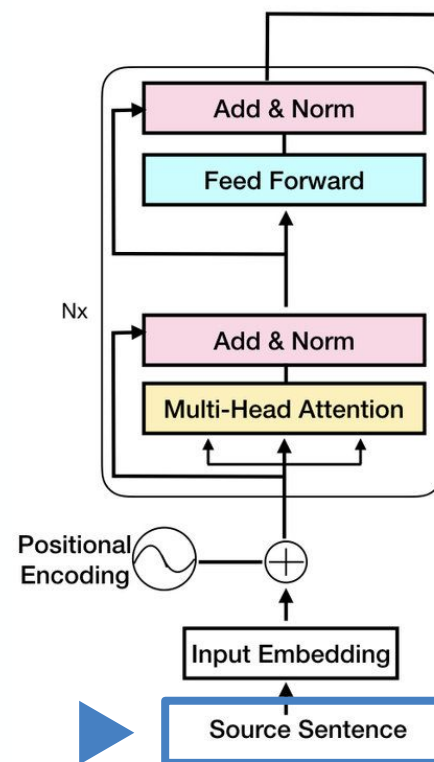 Add & Norm
Feed Forward
Nx
Add & Norm
Multi-Head Attention
Positional
Encoding
Input Embedding
Source Sentence